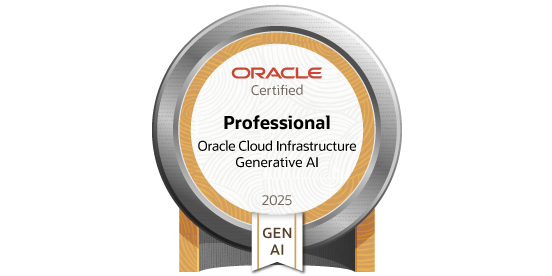 ORACLE
Certified
Professional
Oracle Cloud Infrastructure
Generative AI
2025
GEN
AI